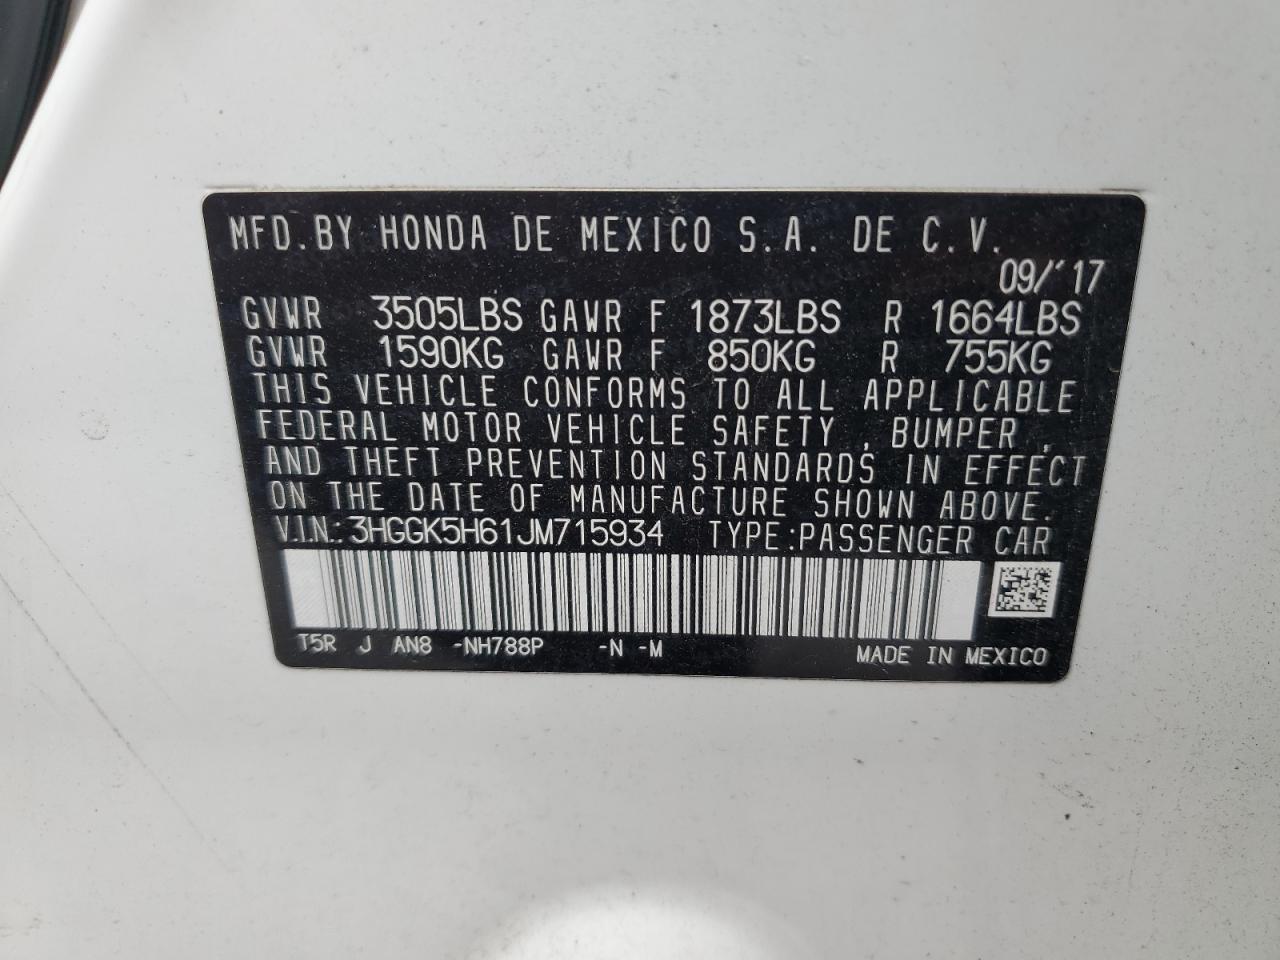 MFD.BY HONDA DE MEXICO S.A. DE C.V.
09/'17
GVWR 3505LBS GAWR F 1873LBS R 1664LBS
GVWR 1590KG GAWR F 850KG R 755KG
THIS VEHICLE CONFORMS TO ALL APPLICABLE
FEDERAL MOTOR VEHICLE SAFETY , BUMPER ,
AND THEFT PREVENTION STANDARDS IN EFFECT
ON THE DATE OF MANUFACTURE SHOWN ABOVE.
V.I.N: 3HGGK5H61JM715934 TYPE:PASSENGER CAR
T5R J AN8 -NH788P -N -M MADE IN MEXICO